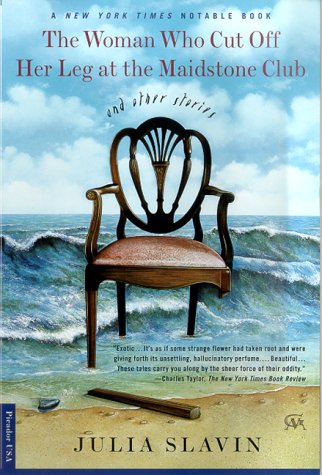 A NEW YORK TIMES NOTABLE BOOK
The Woman Who Cut Off
Her Leg at the Maidstone Club
and other stories
"Exotic...It's as if some strange flower had taken root and were
giving forth its unsettling, hallucinatory perfume.... Beautiful...
These tales carry you along by the sheer force of their oddity."
—Charles Taylor, The New York Times Book Review
Picador USA
JULIA SLAVIN